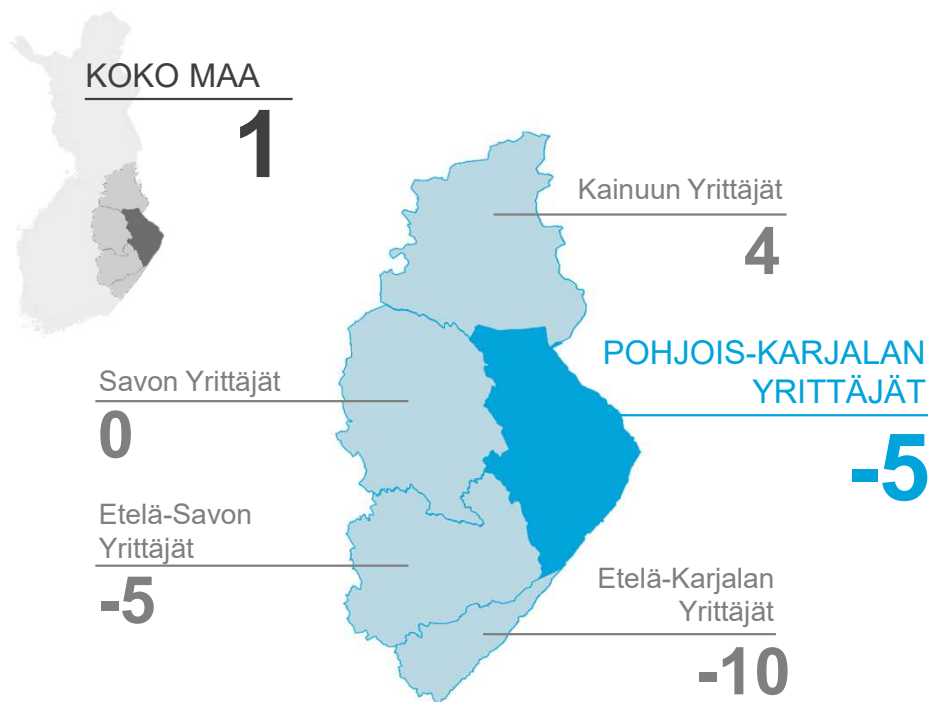 KOKO MAA
1
Kainuun Yrittäjät
4
POHJOIS-KARJALAN
YRITTÄJÄT
-5
Savon Yrittäjät
0
Etelä-Savon
Yrittäjät
-5
Etelä-Karjalan
Yrittäjät
-10